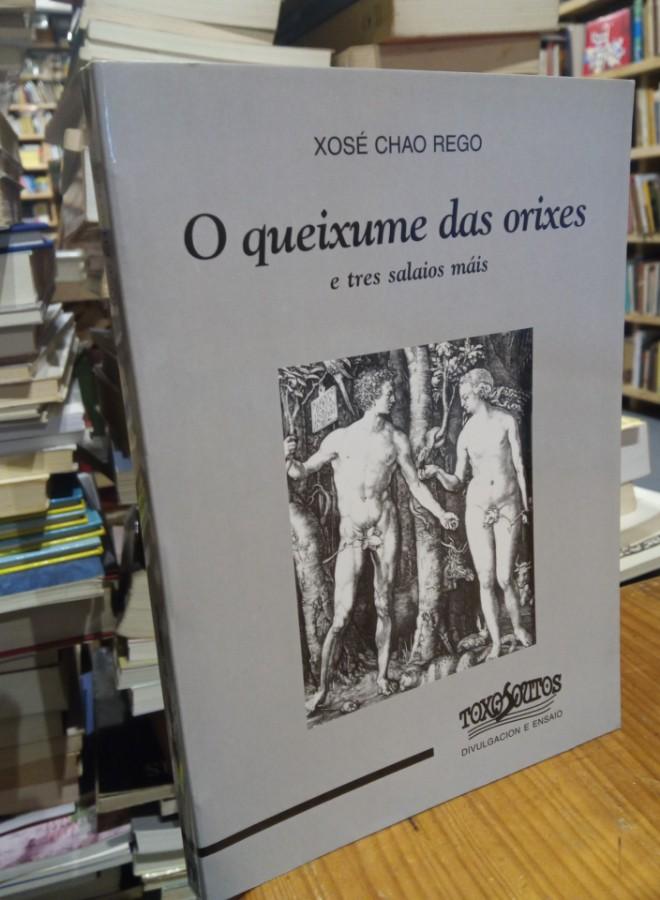 XOSÉ CHAO REGO
O queixume das orixes
e tres salaios máis
TOXOSOUTOS
DIVULGACION E ENSAIO